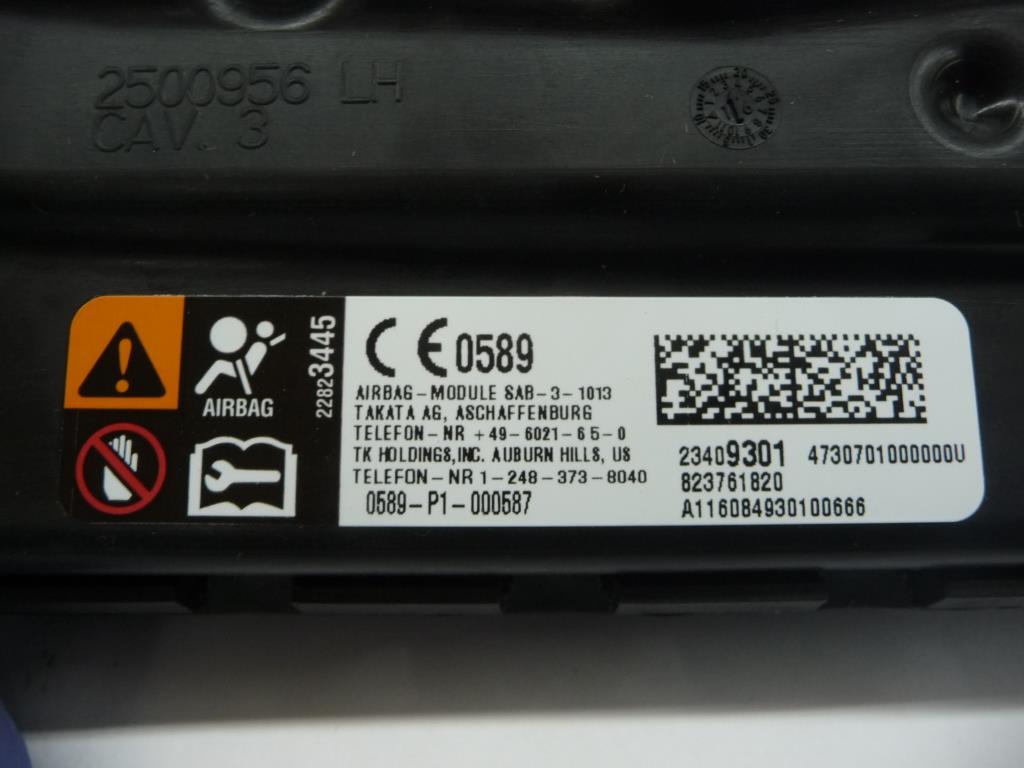 2500956 LH
CAV. 3
AIRBAG
22823445
CE 0589
AIRBAG-MODULE SAB-3-1013
TAKATA AG, ASCHAFFENBURG
TELEFON-NR +49-6021-65-0
TK HOLDINGS,INC. AUBURN HILLS, US
TELEFON-NR 1-248-373-8040
0589-P1-000587
23409301 4730701000000U
823761820
A116084930100666